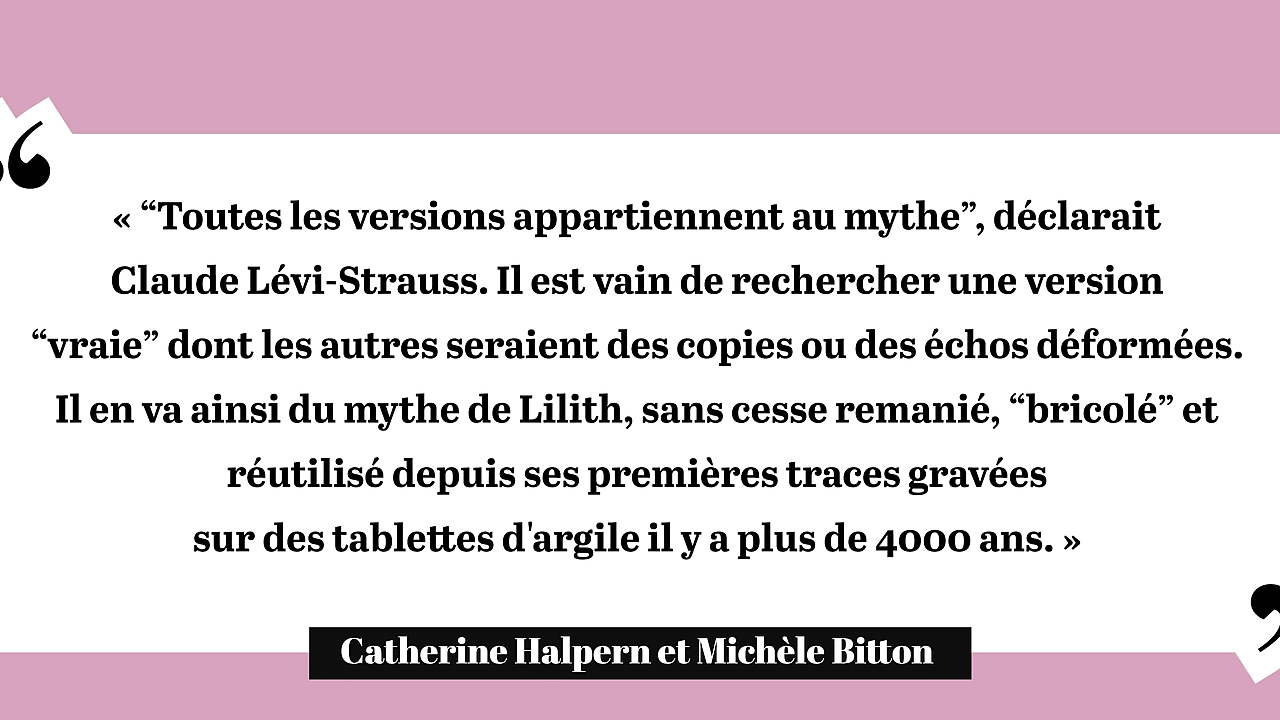 « “Toutes les versions appartiennent au mythe”, déclarait
Claude Lévi-Strauss. Il est vain de rechercher une version
“vraie” dont les autres seraient des copies ou des échos déformées.
Il en va ainsi du mythe de Lilith, sans cesse remanié, “bricolé” et
réutilisé depuis ses premières traces gravées
sur des tablettes d'argile il y a plus de 4000 ans. »
Catherine Halpern et Michèle Bitton